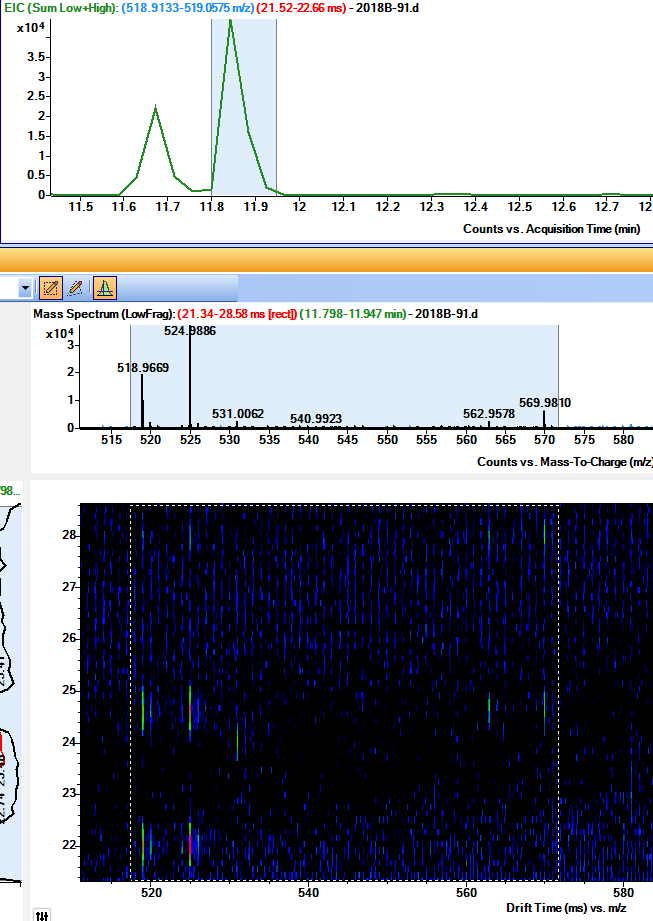 EIC (Sum Low+High): (518.9133-519.0575 m/z) (21.52-22.66 ms) - 2018B-91.d
x10⁴
3.5
3
2.5
2
1.5
1
0.5
0
11.5 11.6 11.7 11.8 11.9 12 12.1 12.2 12.3 12.4 12.5 12.6 12.7 12.
Counts vs. Acquisition Time (min)
Mass Spectrum (LowFrag): (21.34-28.58 ms [rect]) (11.798-11.947 min) - 2018B-91.d
x10⁴
524.9886
3
518.9669
2
569.9810
1
531.0062
562.9578
540.9923
0
515 520 525 530 535 540 545 550 555 560 565 570 575 580
Counts vs. Mass-To-Charge (m/z)
98...
28
27
26
25
24
23
22
520 540 560 580
Drift Time (ms) vs. m/z